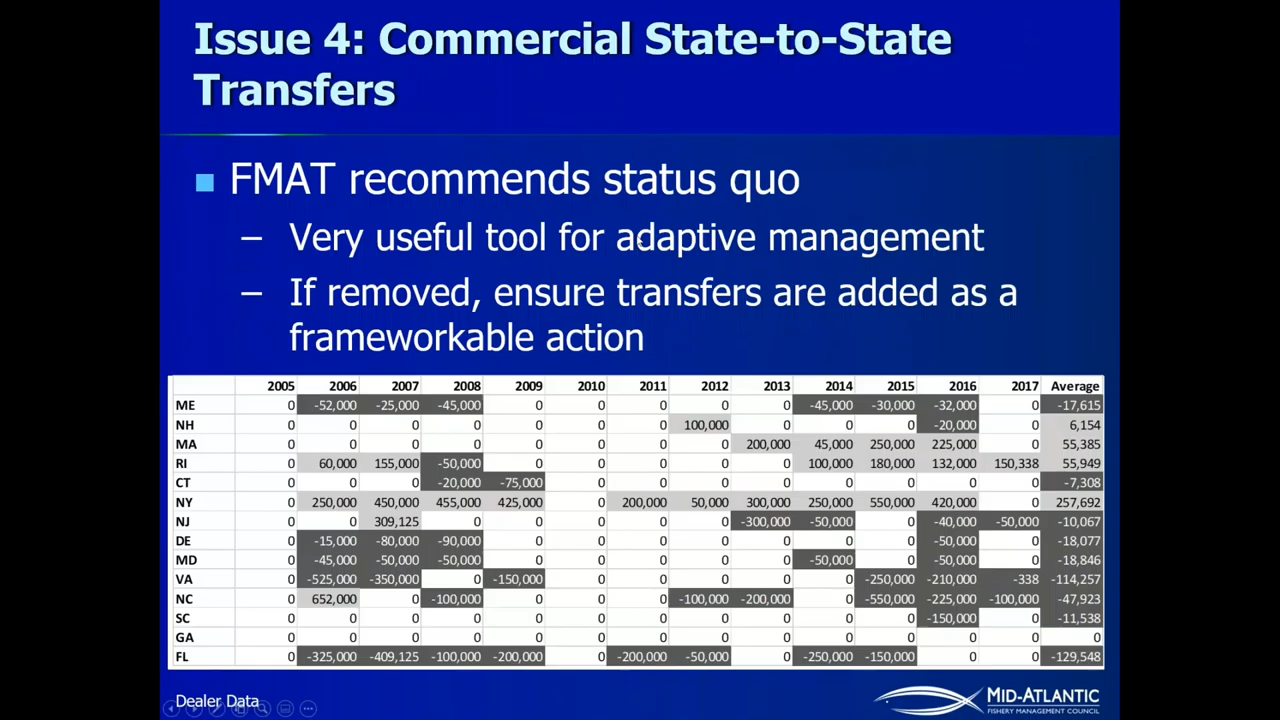 Issue 4: Commercial State-to-State
Transfers
FMAT recommends status quo
– Very useful tool for adaptive management
– If removed, ensure transfers are added as a
frameworkable action
2005 2006 2007 2008 2009 2010 2011 2012 2013 2014 2015 2016 2017 Average
ME 0 -52,000 -25,000 -45,000 0 0 0 0 0 -45,000 -30,000 -32,000 0 -17,615
NH 0 0 0 0 0 0 0 100,000 0 0 0 -20,000 0 6,154
MA 0 0 0 0 0 0 0 0 200,000 45,000 250,000 225,000 0 55,385
RI 0 60,000 155,000 -50,000 0 0 0 0 0 100,000 180,000 132,000 150,338 55,949
CT 0 0 0 -20,000 -75,000 0 0 0 0 0 0 0 0 -7,308
NY 0 250,000 450,000 455,000 425,000 0 200,000 50,000 300,000 250,000 550,000 420,000 0 257,692
NJ 0 0 309,125 0 0 0 0 0 -300,000 -50,000 0 -40,000 -50,000 -10,067
DE 0 -15,000 -80,000 -90,000 0 0 0 0 0 0 0 -50,000 0 -18,077
MD 0 -45,000 -50,000 -50,000 0 0 0 0 0 -50,000 0 -50,000 0 -18,846
VA 0 -525,000 -350,000 0 -150,000 0 0 0 0 0 -250,000 -210,000 -338 -114,257
NC 0 652,000 0 -100,000 0 0 0 -100,000 -200,000 0 -550,000 -225,000 -100,000 -47,923
SC 0 0 0 0 0 0 0 0 0 0 0 -150,000 0 -11,538
GA 0 0 0 0 0 0 0 0 0 0 0 0 0 0
FL 0 -325,000 -409,125 -100,000 -200,000 0 -200,000 -50,000 0 -250,000 -150,000 0 0 -129,548
Dealer Data
MID-ATLANTIC
FISHERY MANAGEMENT COUNCIL